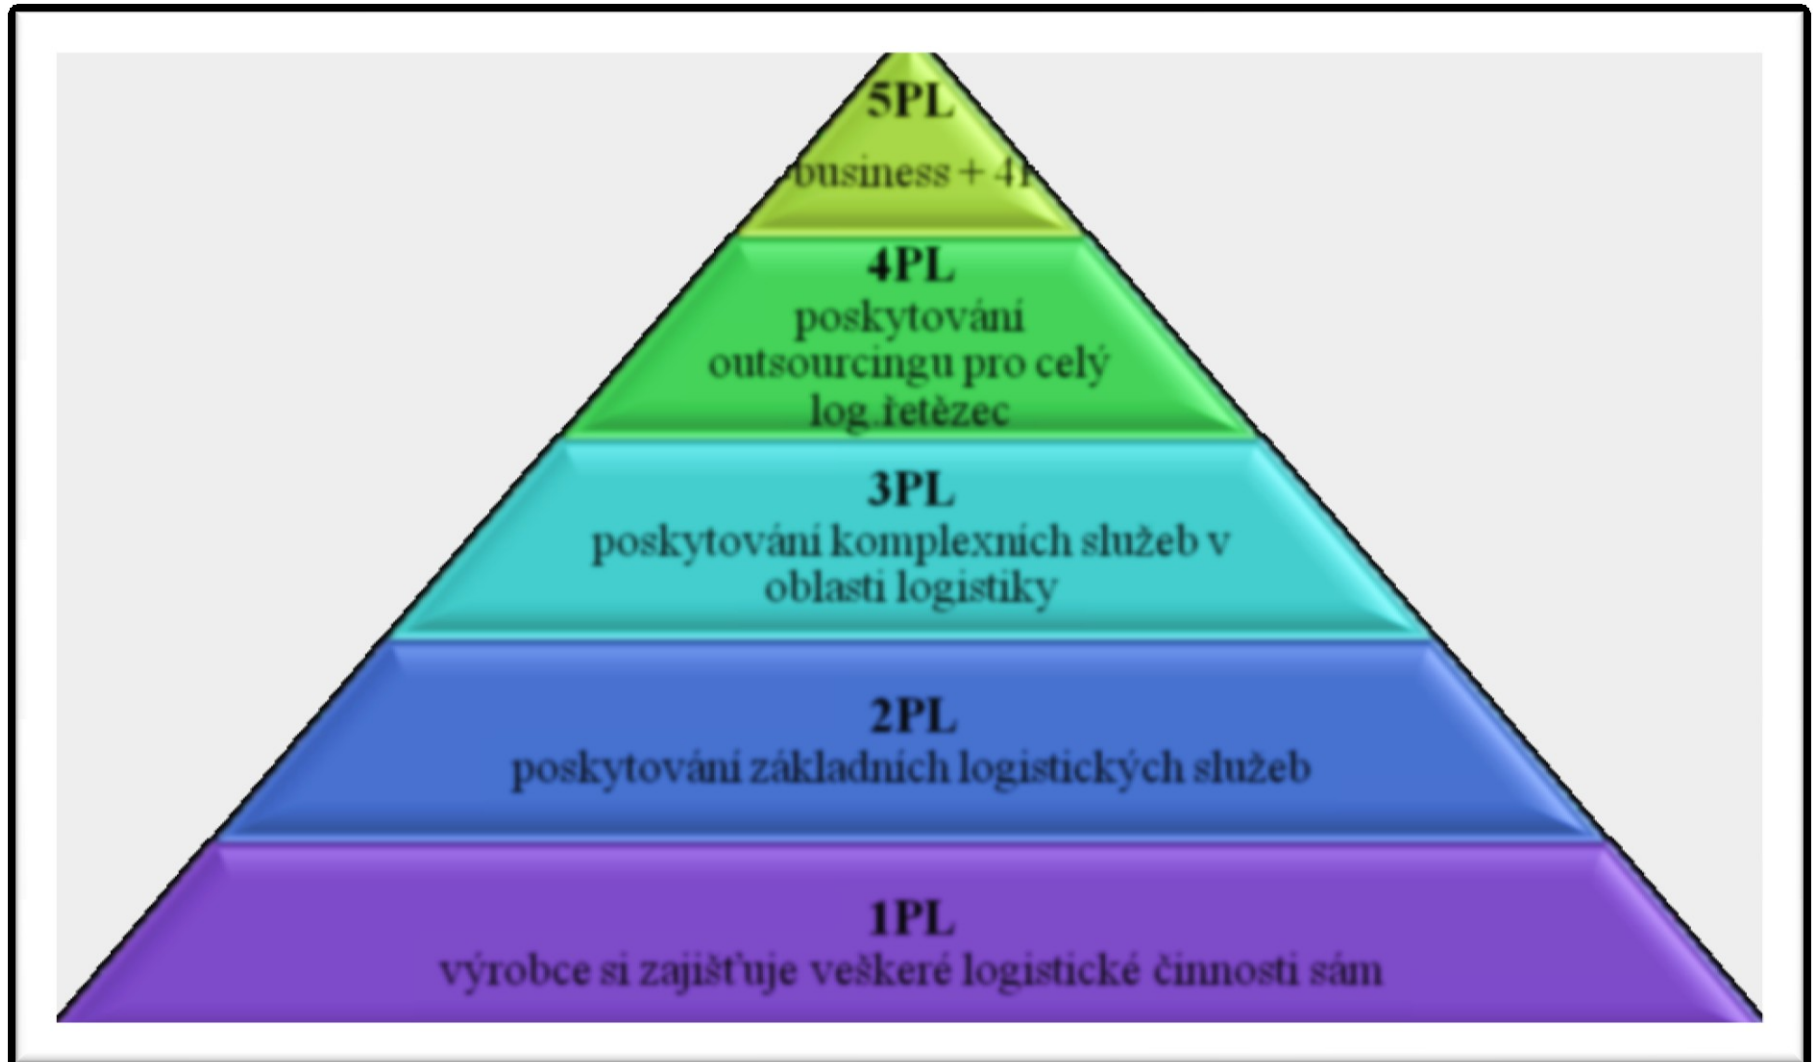 5PL
business + 4
4PL
poskytování
outsourcingu pro celý
log.řetězec
3PL
poskytování komplexních služeb v
oblasti logistiky
2PL
poskytování základních logistických služeb
1PL
výrobce si zajišťuje veškeré logistické činnosti sám